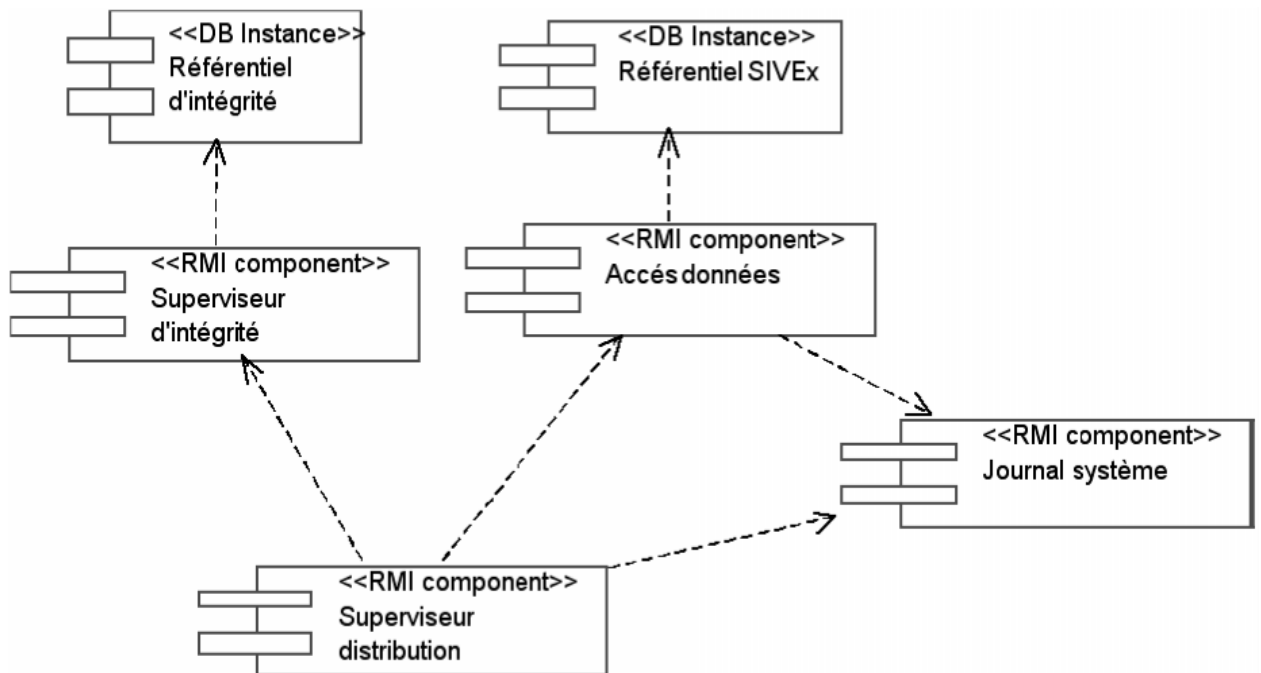 <<DB Instance>>
Référentiel
d'intégrité
<<DB Instance>>
Référentiel SIVEx
<<RMI component>>
Superviseur
d'intégrité
<<RMI component>>
Accés données
<<RMI component>>
Journal système
<<RMI component>>
Superviseur
distribution